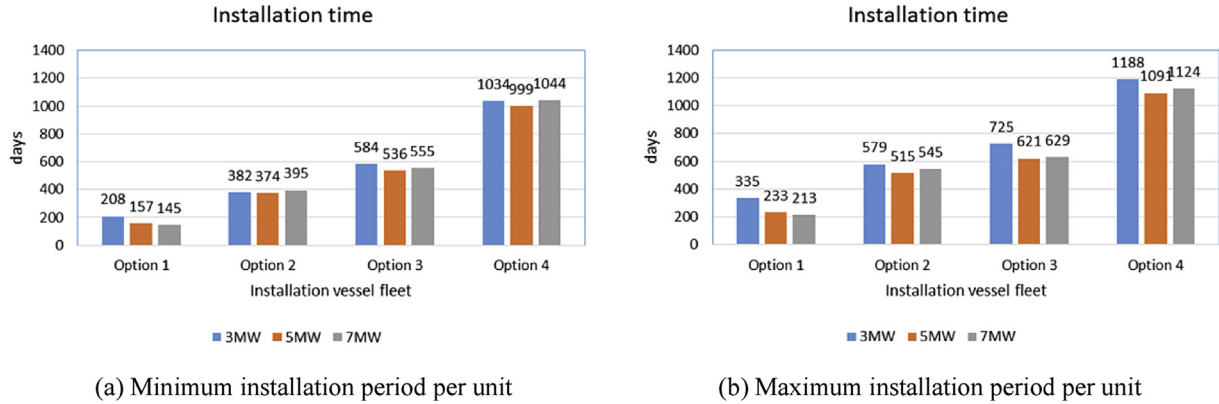 Installation time
1400
1200
1000
800
600
400
200
0
days
208 157 145
382 374 395
584 536 555
1034 999 1044
Option 1 Option 2 Option 3 Option 4
Installation vessel fleet
3MW 5MW 7MW
(a) Minimum installation period per unit
Installation time
1400
1200
1000
800
600
400
200
0
days
335 233 213
579 515 545
725 621 629
1188 1091 1124
Option 1 Option 2 Option 3 Option 4
Installation vessel fleet
3MW 5MW 7MW
(b) Maximum installation period per unit